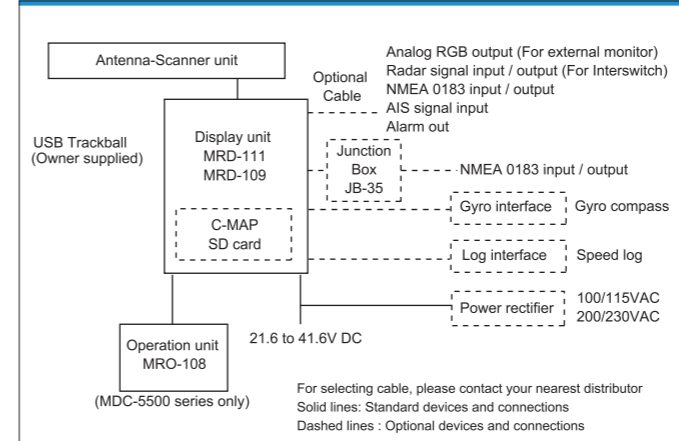 Antenna-Scanner unit
Optional
Cable
Analog RGB output (For external monitor)
Radar signal input / output (For Interswitch)
NMEA 0183 input / output
AIS signal input
Alarm out
USB Trackball
(Owner supplied)
Display unit
MRD-111
MRD-109
Junction
Box
JB-35
NMEA 0183 input / output
C-MAP
SD card
Gyro interface
Gyro compass
Log interface
Speed log
Power rectifier
100/115VAC
200/230VAC
Operation unit
MRO-108
21.6 to 41.6V DC
(MDC-5500 series only)
For selecting cable, please contact your nearest distributor
Solid lines: Standard devices and connections
Dashed lines : Optional devices and connections